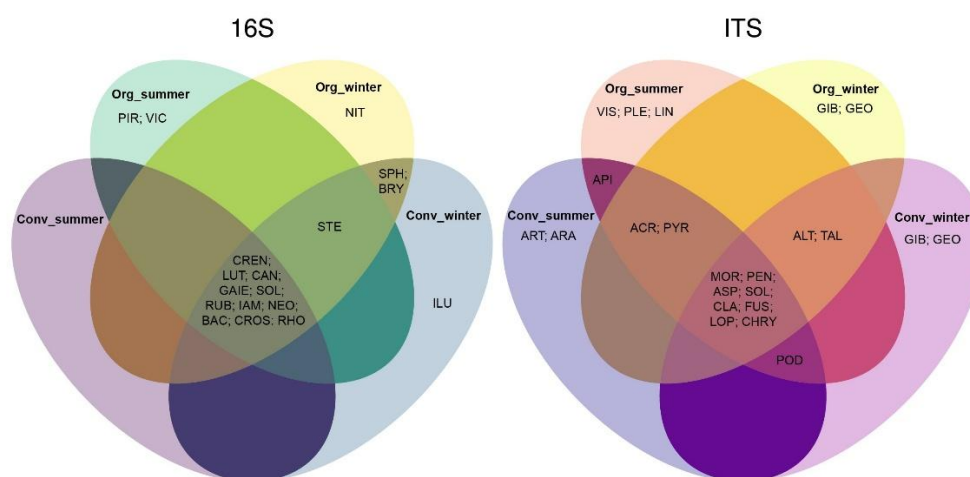 16S
Org_summer
PIR; VIC
Org_winter
NIT
SPH;
BRY
Conv_summer
Conv_winter
STE
CREN;
LUT; CAN;
GAIE; SOL;
RUB; IAM; NEO;
BAC; CROS; RHO
ILU
ITS
Org_summer
VIS; PLE; LIN
Org_winter
GIB; GEO
API
Conv_summer
ART; ARA
ACR; PYR
ALT; TAL
Conv_winter
GIB; GEO
MOR; PEN;
ASP; SOL;
CLA; FUS;
LOP; CHRY
POD